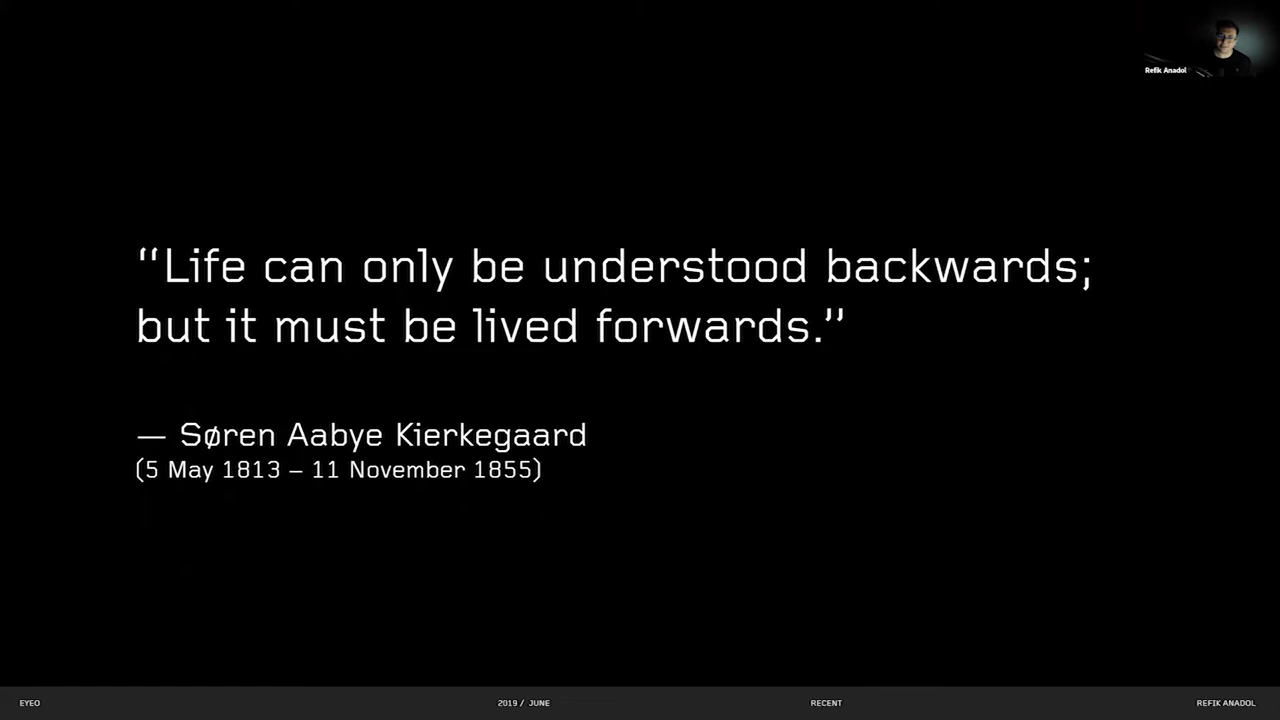 Refik Anadol
“Life can only be understood backwards;
but it must be lived forwards.”
— Søren Aabye Kierkegaard
(5 May 1813 – 11 November 1855)
EYEO 2019 / JUNE RECENT REFIK ANADOL